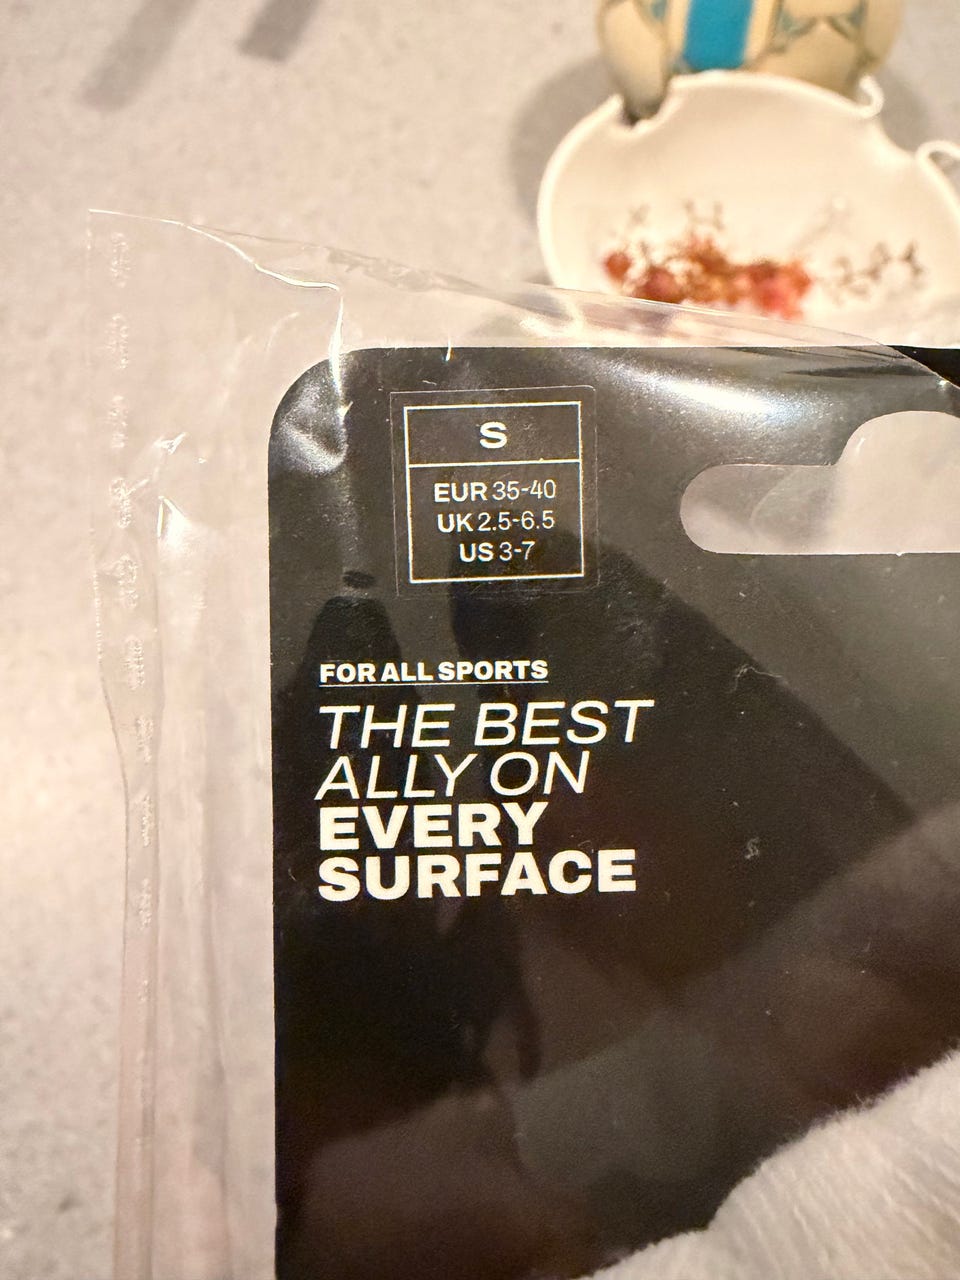 S
EUR 35-40
UK 2.5-6.5
US 3-7
FOR ALL SPORTS
THE BEST
ALLY ON
EVERY
SURFACE